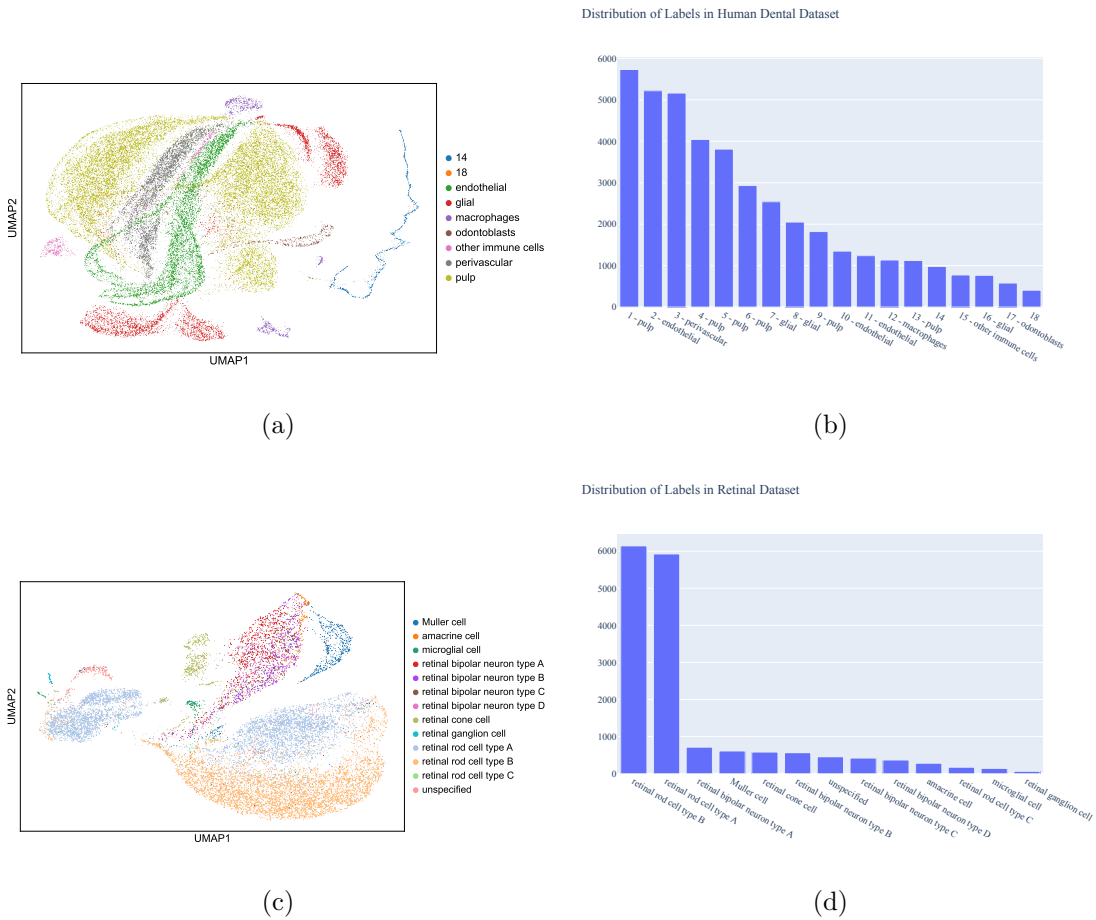 Distribution of Labels in Human Dental Dataset
UMAP2
UMAP1
14
18
endothelial
glial
macrophages
odontoblasts
other immune cells
perivascular
pulp
6000
5000
4000
3000
2000
1000
0
1 - pulp
2 - endothelial
3 - perivascular
4 - pulp
5 - pulp
6 - pulp
7 - glial
8 - glial
9 - pulp
10 - endothelial
11 - endothelial
12 - macrophages
13 - pulp
14
15 - other immune cells
16 - glial
17 - odontoblasts
18
(a)
(b)
Distribution of Labels in Retinal Dataset
UMAP2
UMAP1
Muller cell
amacrine cell
microglial cell
retinal bipolar neuron type A
retinal bipolar neuron type B
retinal bipolar neuron type C
retinal bipolar neuron type D
retinal cone cell
retinal ganglion cell
retinal rod cell type A
retinal rod cell type B
retinal rod cell type C
unspecified
6000
5000
4000
3000
2000
1000
0
retinal rod cell type B
retinal rod cell type A
retinal bipolar neuron type A
Muller cell
retinal cone cell
retinal bipolar neuron type B
unspecified
retinal bipolar neuron type C
retinal bipolar neuron type D
amacrine cell
retinal rod cell type C
microglial cell
retinal ganglion cell
(c)
(d)